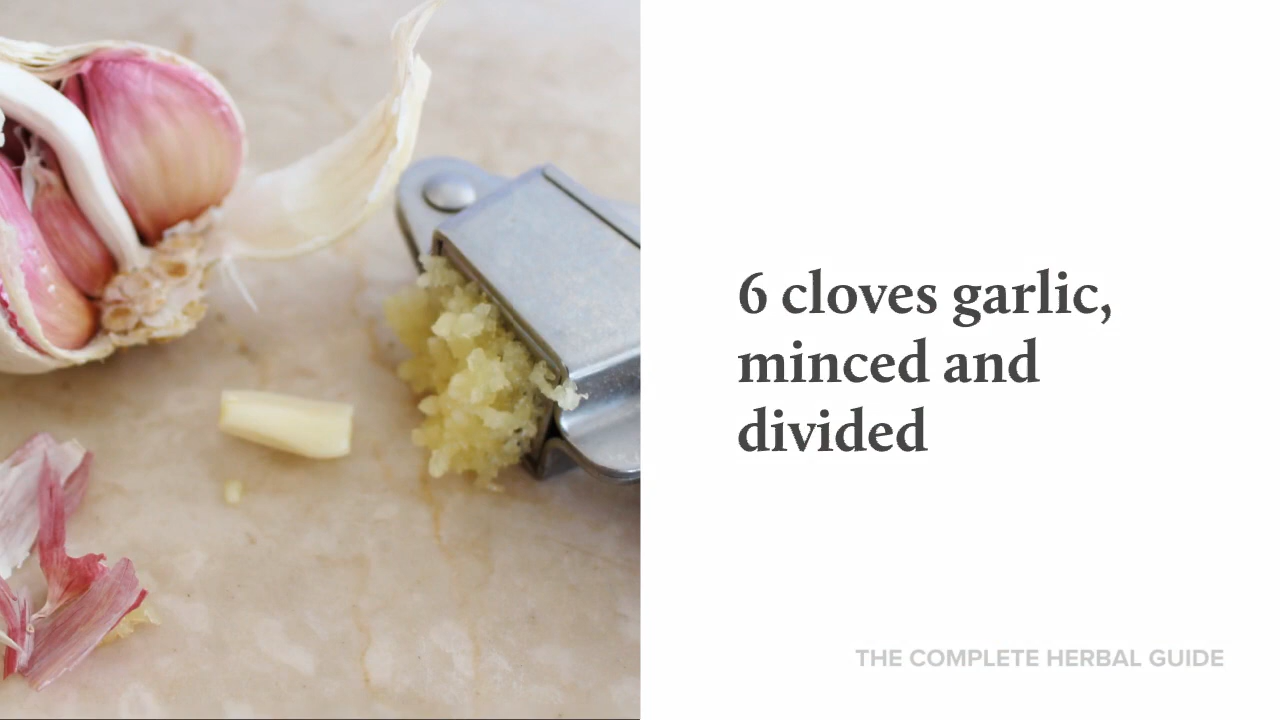 6 cloves garlic,
minced and
divided
THE COMPLETE HERBAL GUIDE